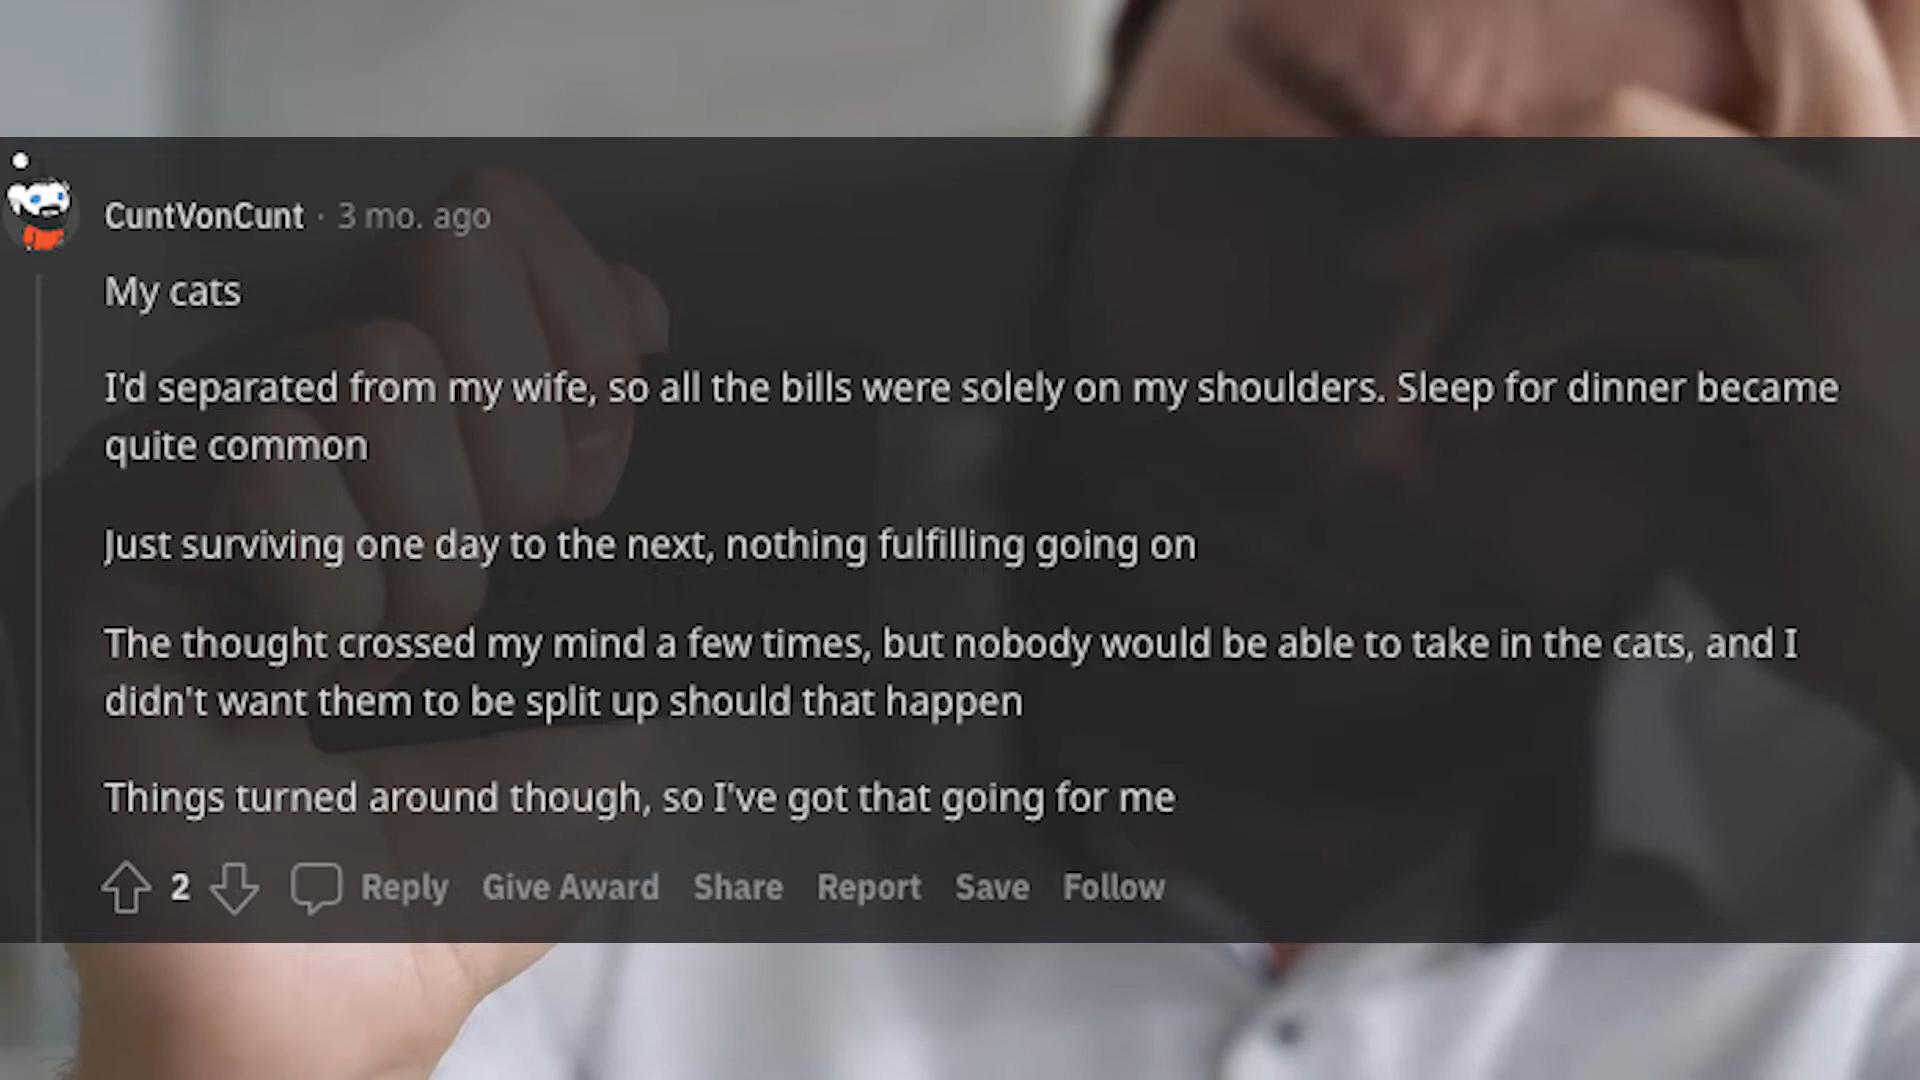 CuntVonCunt · 3 mo. ago
My cats
I'd separated from my wife, so all the bills were solely on my shoulders. Sleep for dinner became
quite common
Just surviving one day to the next, nothing fulfilling going on
The thought crossed my mind a few times, but nobody would be able to take in the cats, and I
didn't want them to be split up should that happen
Things turned around though, so I've got that going for me
2 Reply Give Award Share Report Save Follow